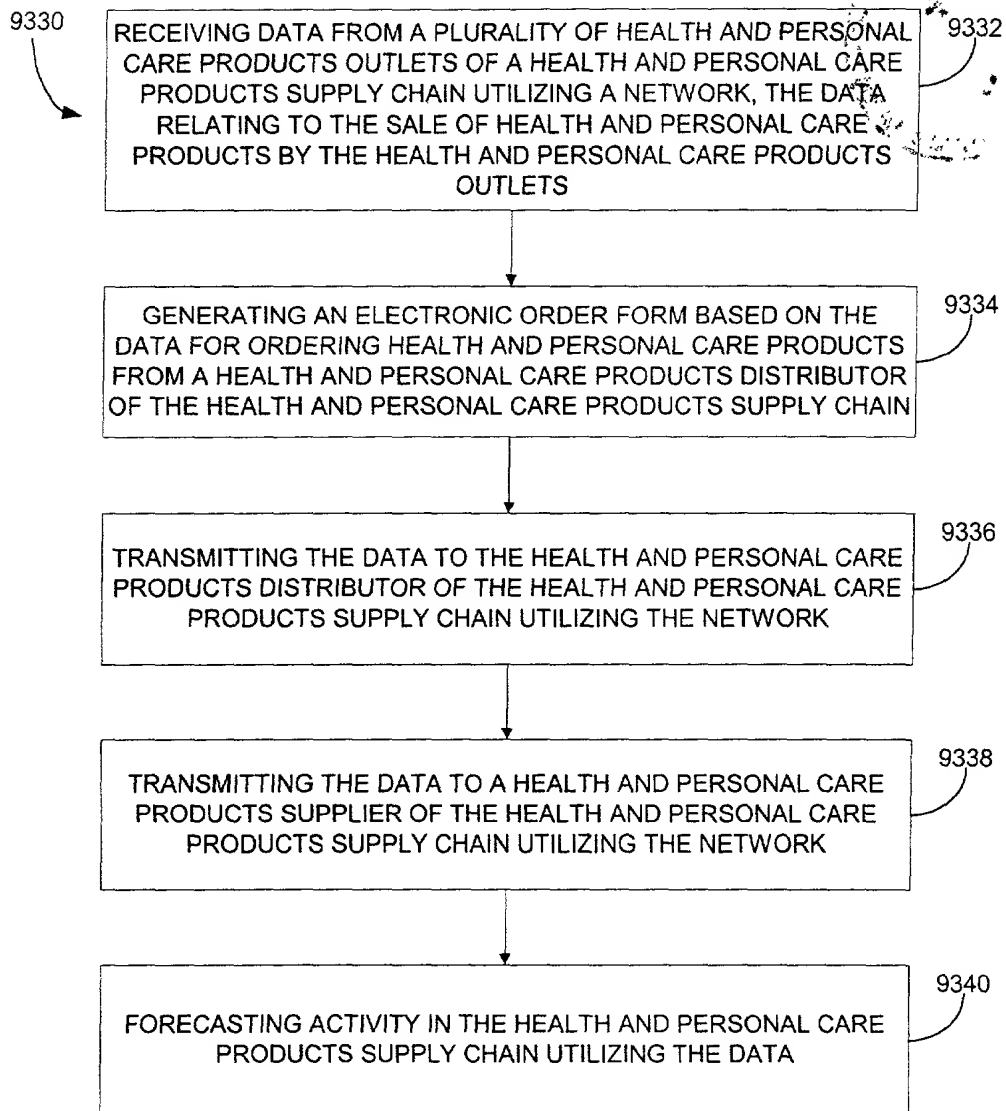 9330
RECEIVING DATA FROM A PLURALITY OF HEALTH AND PERSONAL
CARE PRODUCTS OUTLETS OF A HEALTH AND PERSONAL CARE
PRODUCTS SUPPLY CHAIN UTILIZING A NETWORK, THE DATA
RELATING TO THE SALE OF HEALTH AND PERSONAL CARE
PRODUCTS BY THE HEALTH AND PERSONAL CARE PRODUCTS
OUTLETS
9332
GENERATING AN ELECTRONIC ORDER FORM BASED ON THE
DATA FOR ORDERING HEALTH AND PERSONAL CARE PRODUCTS
FROM A HEALTH AND PERSONAL CARE PRODUCTS DISTRIBUTOR
OF THE HEALTH AND PERSONAL CARE PRODUCTS SUPPLY CHAIN
9334
TRANSMITTING THE DATA TO THE HEALTH AND PERSONAL CARE
PRODUCTS DISTRIBUTOR OF THE HEALTH AND PERSONAL CARE
PRODUCTS SUPPLY CHAIN UTILIZING THE NETWORK
9336
TRANSMITTING THE DATA TO A HEALTH AND PERSONAL CARE
PRODUCTS SUPPLIER OF THE HEALTH AND PERSONAL CARE
PRODUCTS SUPPLY CHAIN UTILIZING THE NETWORK
9338
FORECASTING ACTIVITY IN THE HEALTH AND PERSONAL CARE
PRODUCTS SUPPLY CHAIN UTILIZING THE DATA
9340